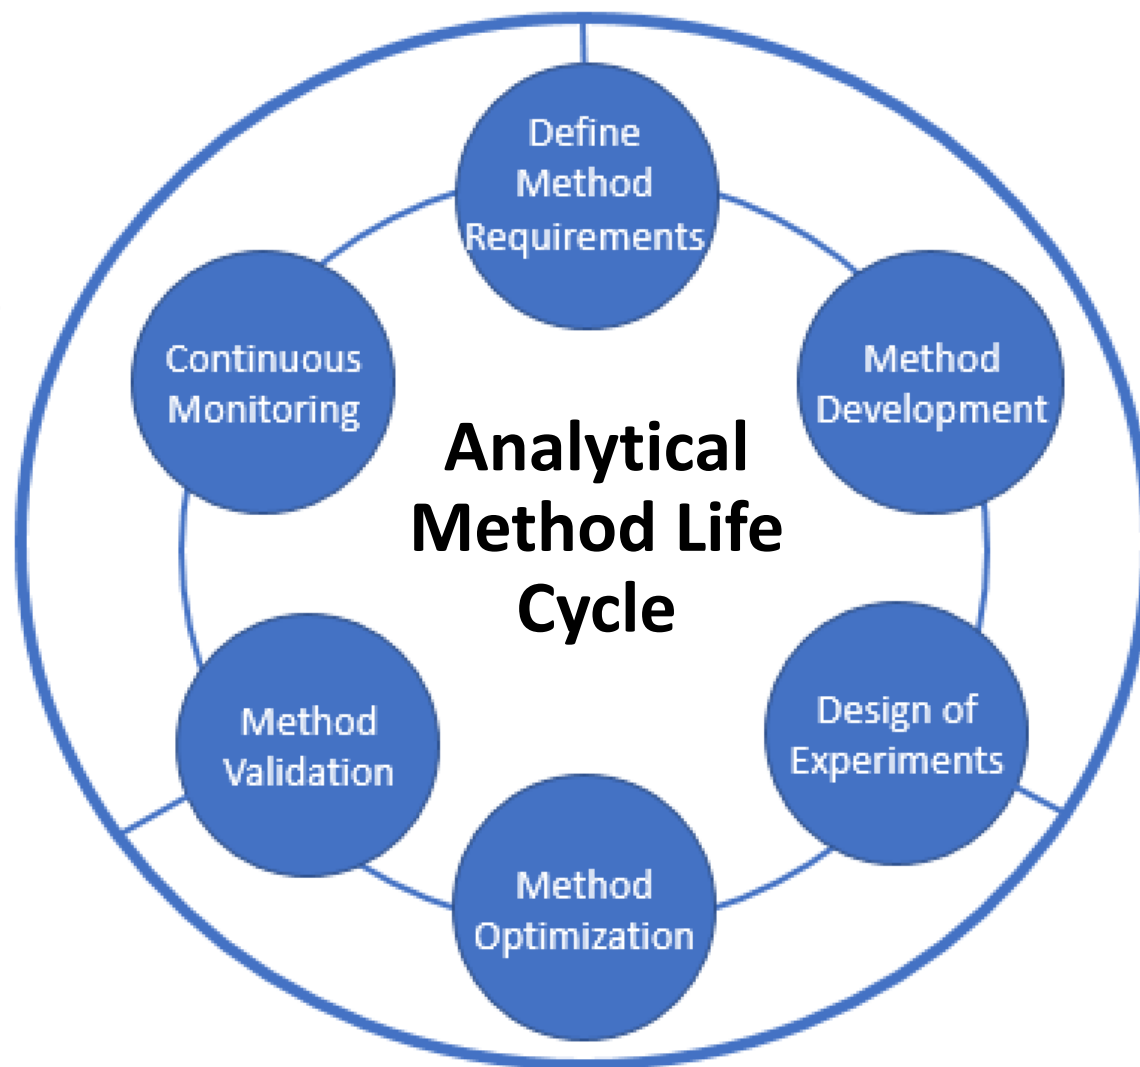 Define
Method
Requirements
Method
Development
Design of
Experiments
Method
Optimization
Method
Validation
Continuous
Monitoring
Analytical
Method Life
Cycle